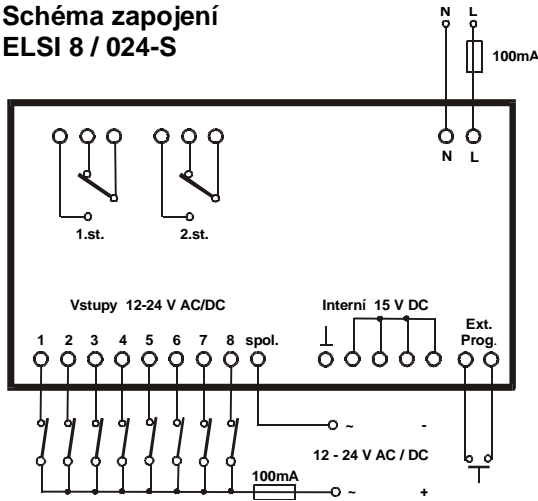 Schéma zapojení
ELSI 8 / 024-S
N L
100mA
N L
1.st. 2.st.
Vstupy 12-24 V AC/DC
Interní 15 V DC
Ext.
Prog.
1 2 3 4 5 6 7 8 spol.
~ -
12 - 24 V AC / DC
100mA
~ +